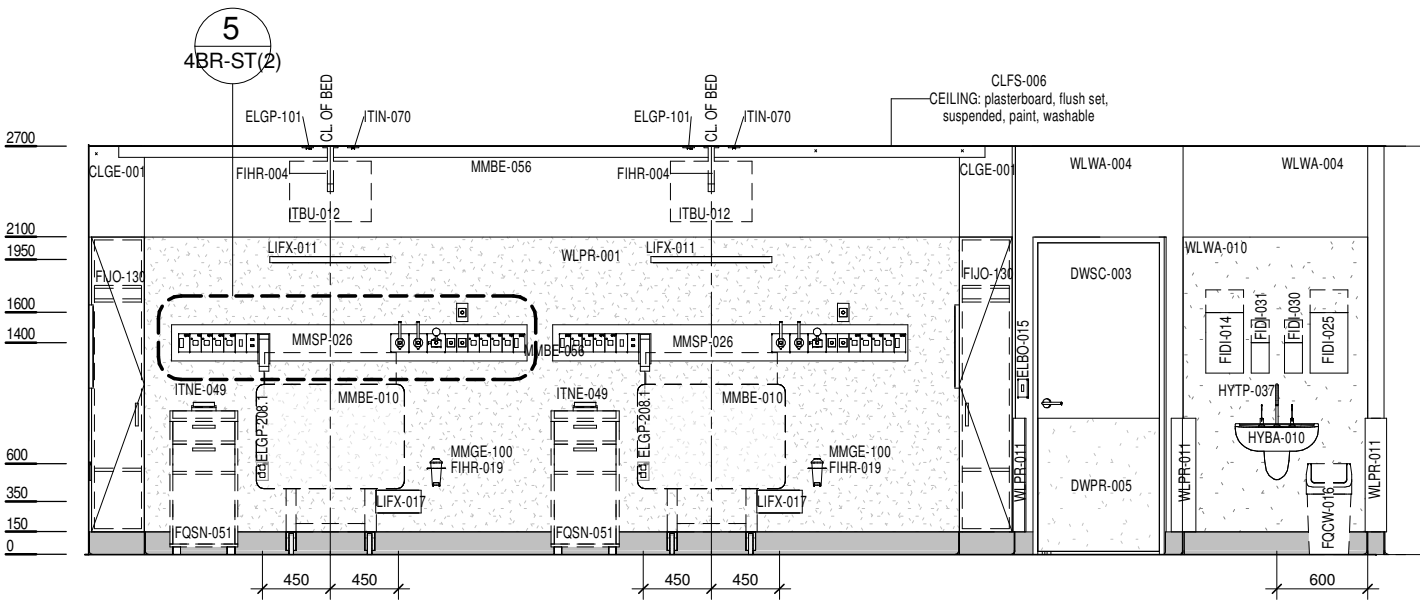 5
4BR-ST(2)
CL OF BED
CL OF BED
CLFS-006
CEILING: plasterboard, flush set,
suspended, paint, washable
ELGP-101
ITIN-070
ELGP-101
ITIN-070
2700
CLGE-001
FIHR-004
MMBE-056
FIHR-004
CLGE-001
WLWA-004
WLWA-004
ITBU-012
ITBU-012
2100
1950
LIFX-011
WLPR-001
LIFX-011
WLWA-010
FIJO-130
FIJO-130
DWSC-003
1600
1400
MMSP-026
MMBE-056
MMSP-026
ELBO-015
FIDI-014
FIDI-031
FIDI-030
FIDI-025
ITNE-049
MMBE-010
ITNE-049
MMBE-010
HYTP-037
ELGP-208.1
ELGP-208.1
HYBA-010
MMGE-100
FIHR-019
MMGE-100
FIHR-019
600
WLPR-011
DWPR-005
WLPR-011
WLPR-011
350
LIFX-017
LIFX-017
FQCW-016
150
FQSN-051
FQSN-051
0
450
450
450
450
600